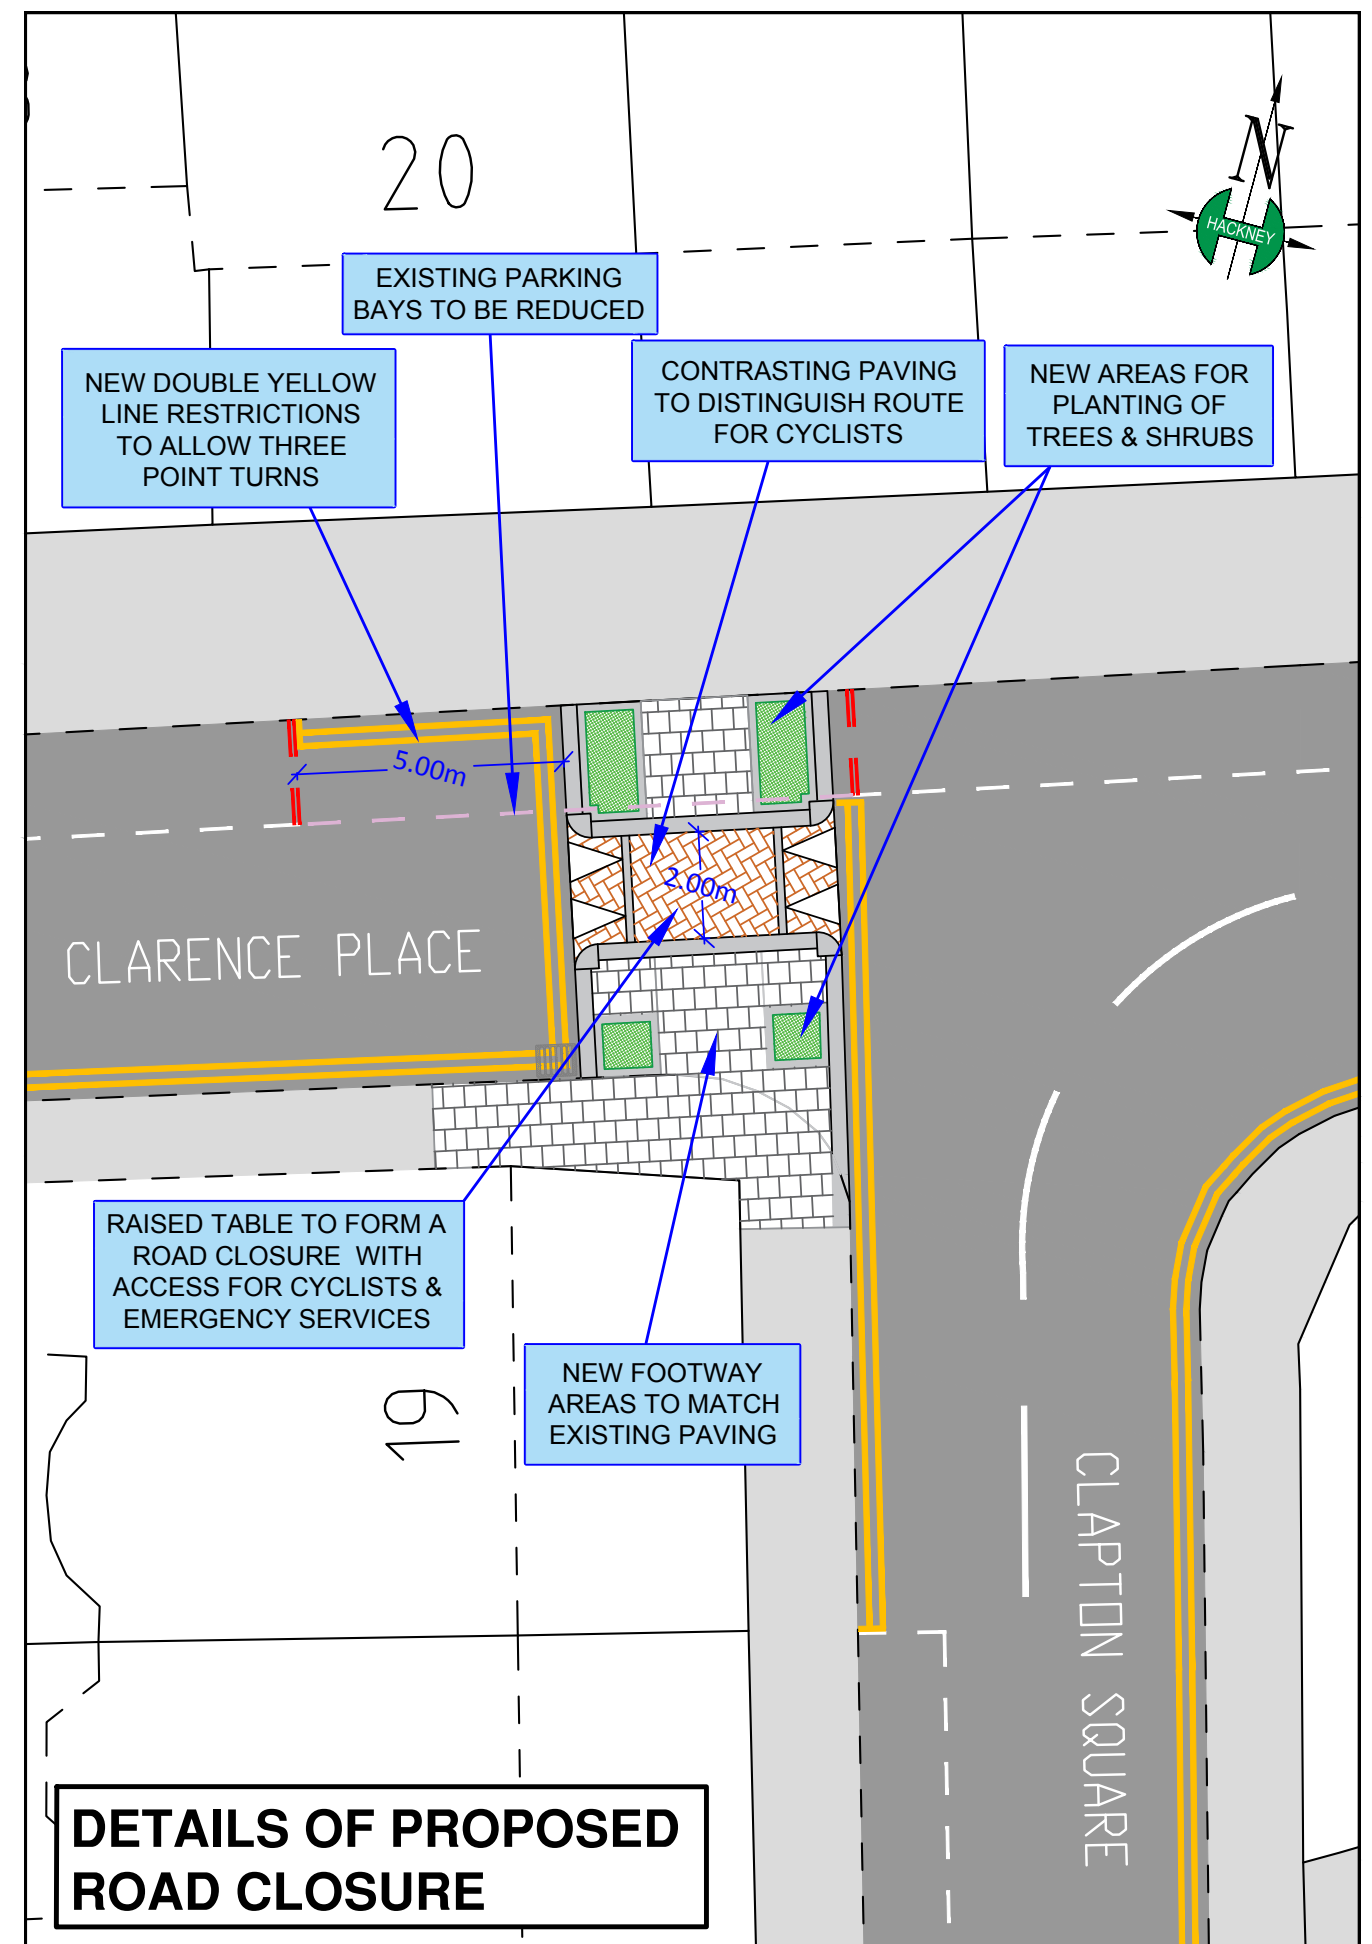 20
N
HACKNEY
EXISTING PARKING
BAYS TO BE REDUCED
NEW DOUBLE YELLOW
LINE RESTRICTIONS
TO ALLOW THREE
POINT TURNS
CONTRASTING PAVING
TO DISTINGUISH ROUTE
FOR CYCLISTS
NEW AREAS FOR
PLANTING OF
TREES & SHRUBS
5.00m
2.00m
CLARENCE PLACE
RAISED TABLE TO FORM A
ROAD CLOSURE WITH
ACCESS FOR CYCLISTS &
EMERGENCY SERVICES
NEW FOOTWAY
AREAS TO MATCH
EXISTING PAVING
19
CLAPTON SQUARE
DETAILS OF PROPOSED
ROAD CLOSURE